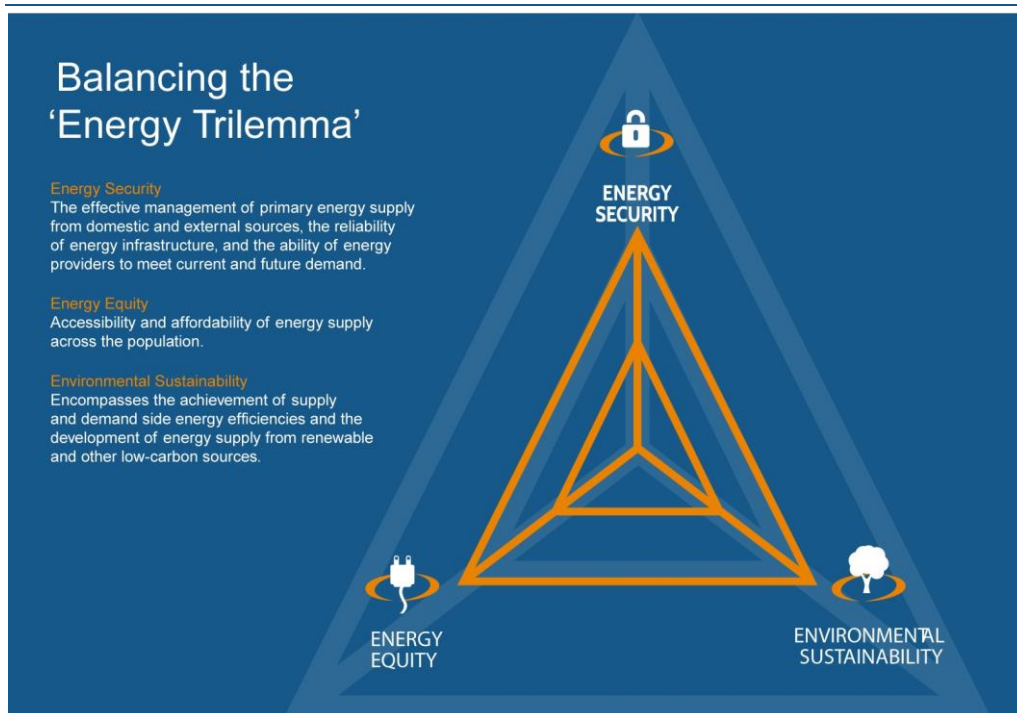 Balancing the
‘Energy Trilemma’
Energy Security
The effective management of primary energy supply
from domestic and external sources, the reliability
of energy infrastructure, and the ability of energy
providers to meet current and future demand.
Energy Equity
Accessibility and affordability of energy supply
across the population.
Environmental Sustainability
Encompasses the achievement of supply
and demand side energy efficiencies and the
development of energy supply from renewable
and other low-carbon sources.
ENERGY
SECURITY
ENERGY
EQUITY
ENVIRONMENTAL
SUSTAINABILITY